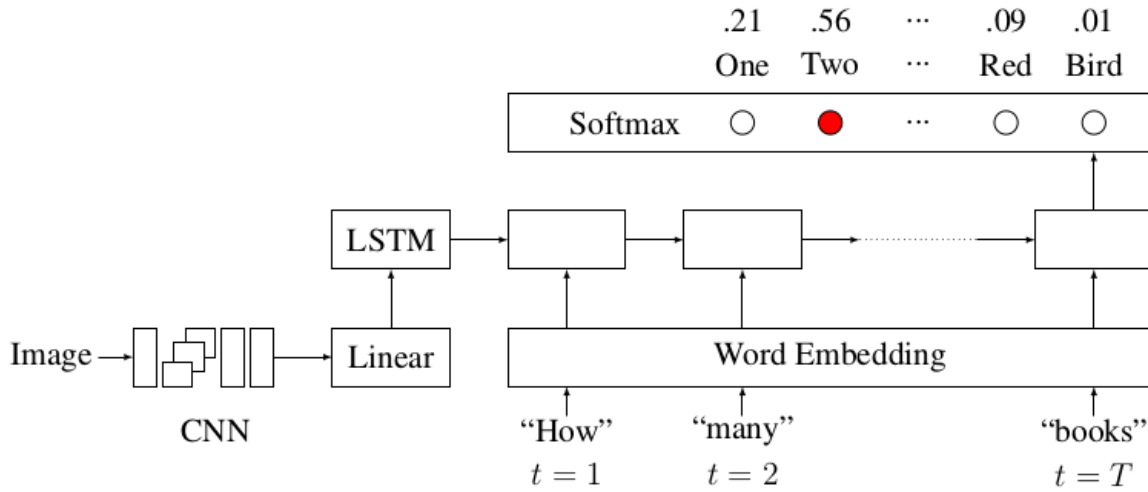 .21 .56 ... .09 .01
One Two ... Red Bird
Softmax ...
LSTM
Image Linear Word Embedding
CNN “How” “many” “books”
t = 1 t = 2 t = T